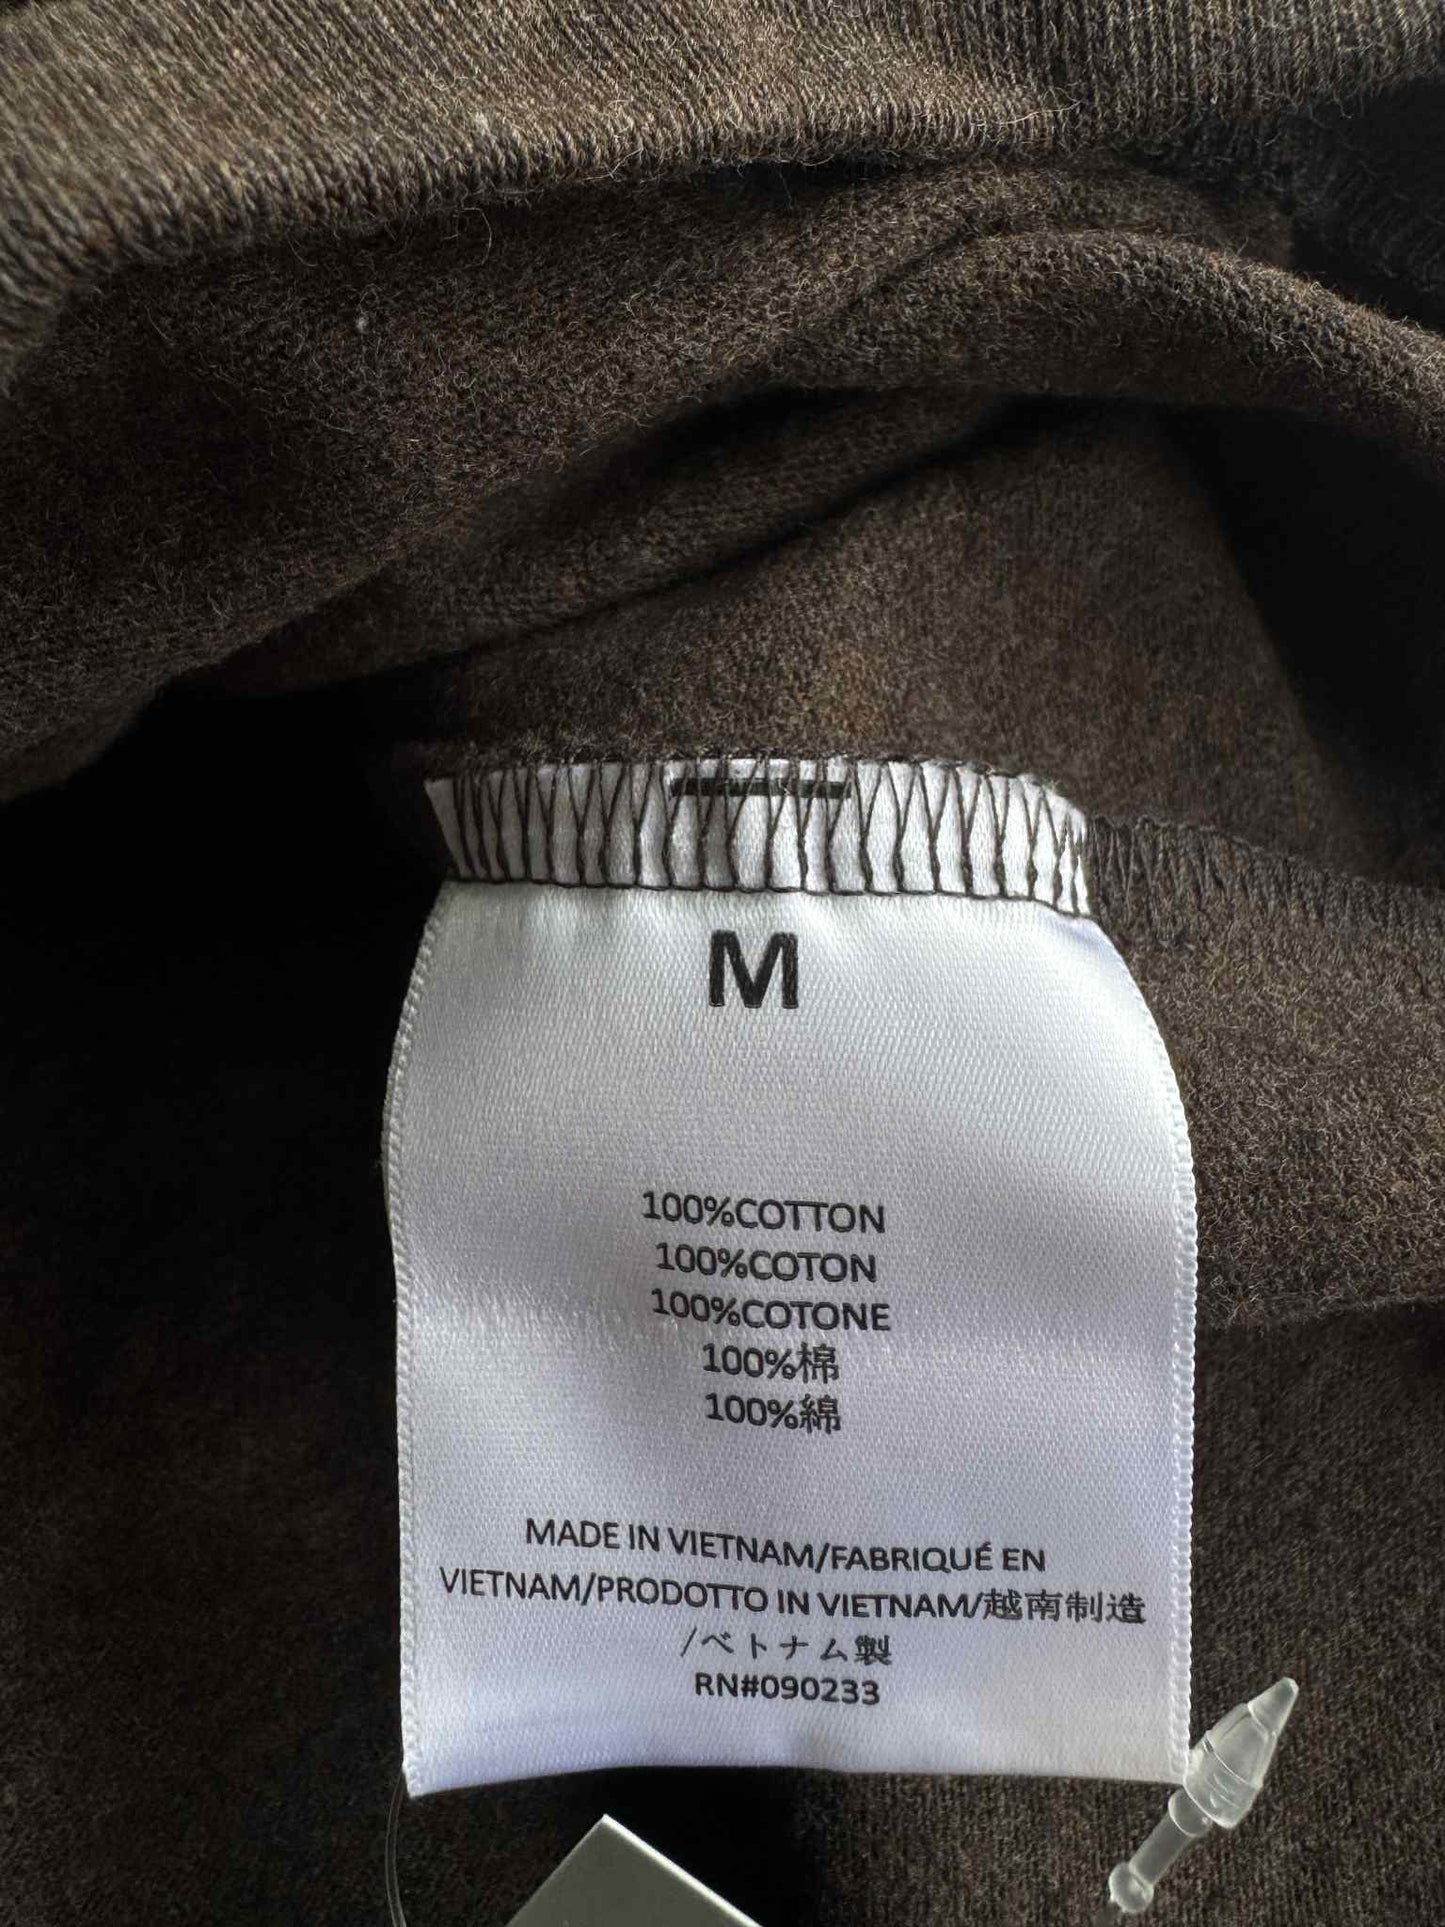 M
100%COTTON
100%COTON
100%COTONE
100%棉
100%綿
MADE IN VIETNAM/FABRIQUÉ EN
VIETNAM/PRODOTTO IN VIETNAM/越南制造
/ベトナム製
RN#090233